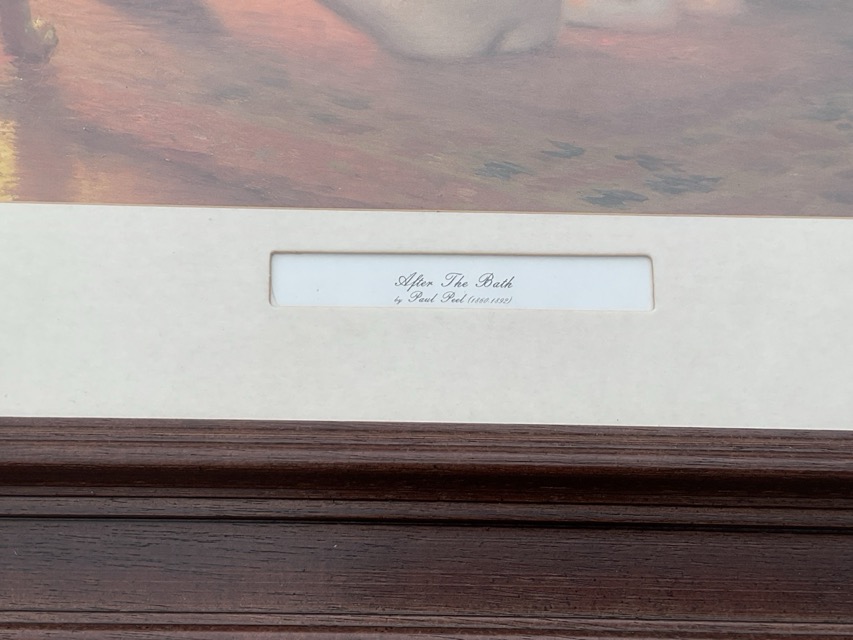 After The Bath
by Paul Peel (1860-1892)